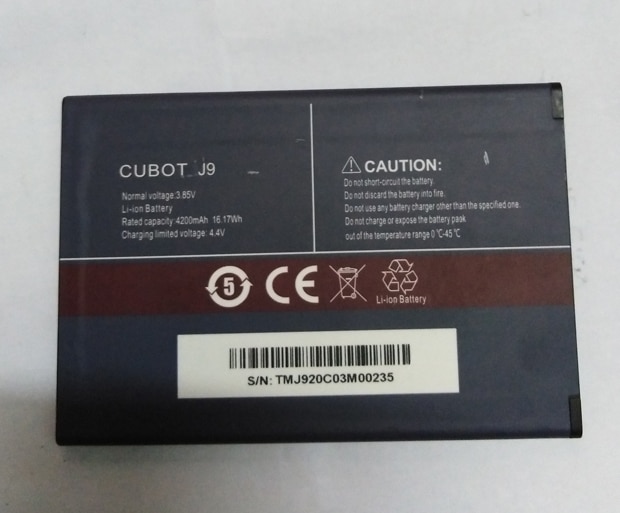 CUBOT J9
Normal voltage:3.85V
Li-ion Battery
Rated capacity:4200mAh 16.17Wh
Charging limited voltage: 4.4V
CAUTION:
Do not short-circuit the battery.
Do not discard the battery into fire.
Do not use any battery charger other than the specified one.
Do not charge or expose the battery pack
out of the temperature range 0℃-45℃
5
CE
Li-ion Battery
S/N: TMJ920C03M00235